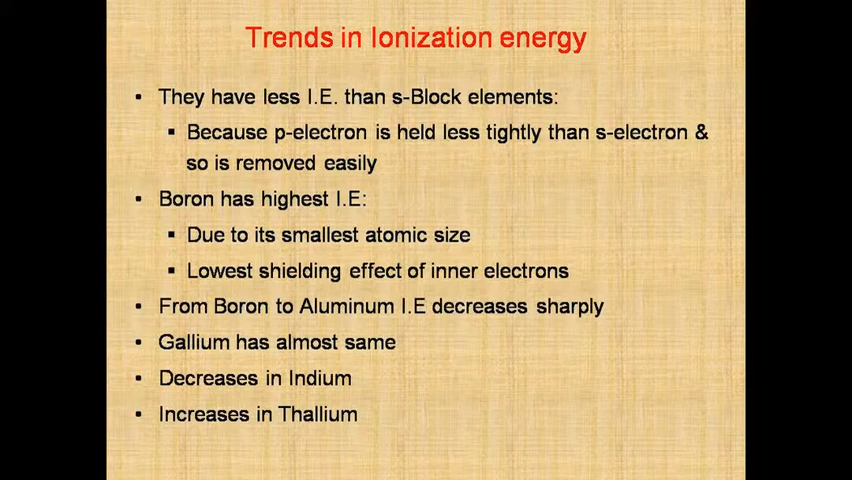 Trends in Ionization energy
• They have less I.E. than s-Block elements:
▪ Because p-electron is held less tightly than s-electron &
so is removed easily
• Boron has highest I.E:
▪ Due to its smallest atomic size
▪ Lowest shielding effect of inner electrons
• From Boron to Aluminum I.E decreases sharply
• Gallium has almost same
• Decreases in Indium
• Increases in Thallium